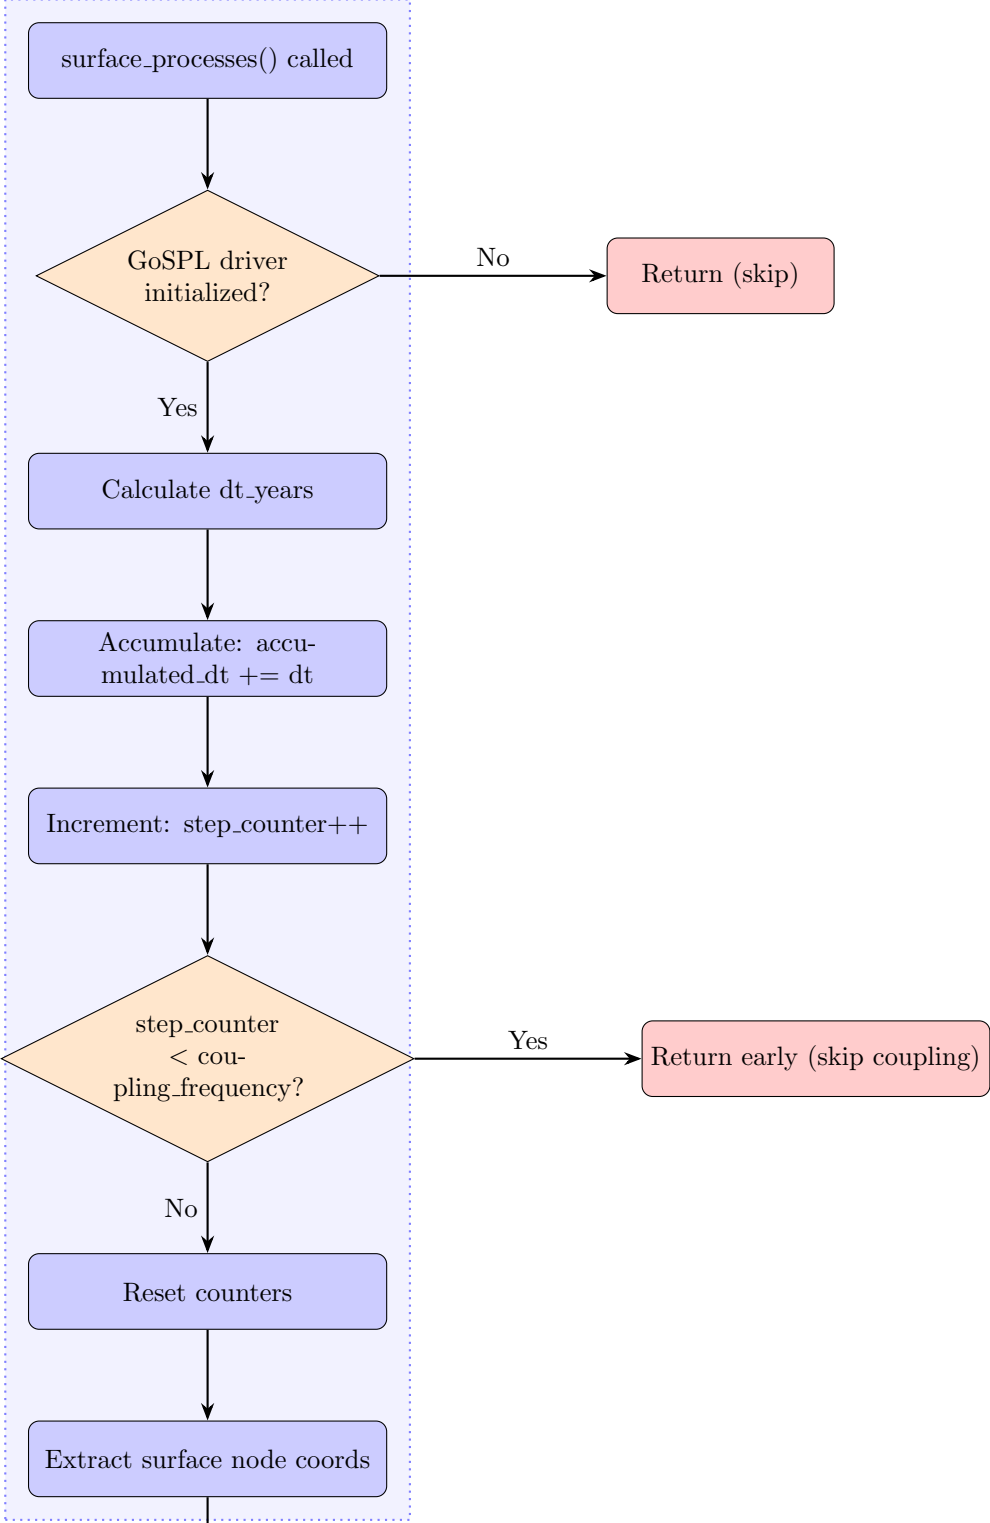 surface_processes() called
GoSPL driver
initialized?
No
Return (skip)
Yes
Calculate dt_years
Accumulate: accu-
mulated_dt += dt
Increment: step_counter++
step_counter
< cou-
pling_frequency?
Yes
Return early (skip coupling)
No
Reset counters
Extract surface node coords